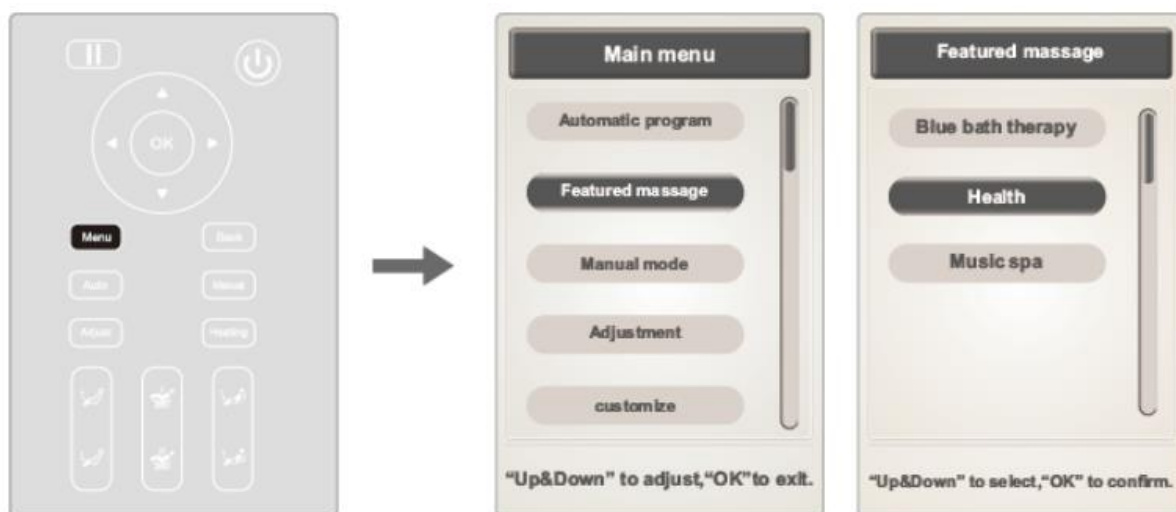 OK
Menu
Back
Auto
Manual
Adjust
Heating
Main menu
Automatic program
Featured massage
Manual mode
Adjustment
customize
“Up&Down” to adjust,“OK”to exit.
Featured massage
Blue bath therapy
Health
Music spa
“Up&Down” to select,“OK” to confirm.